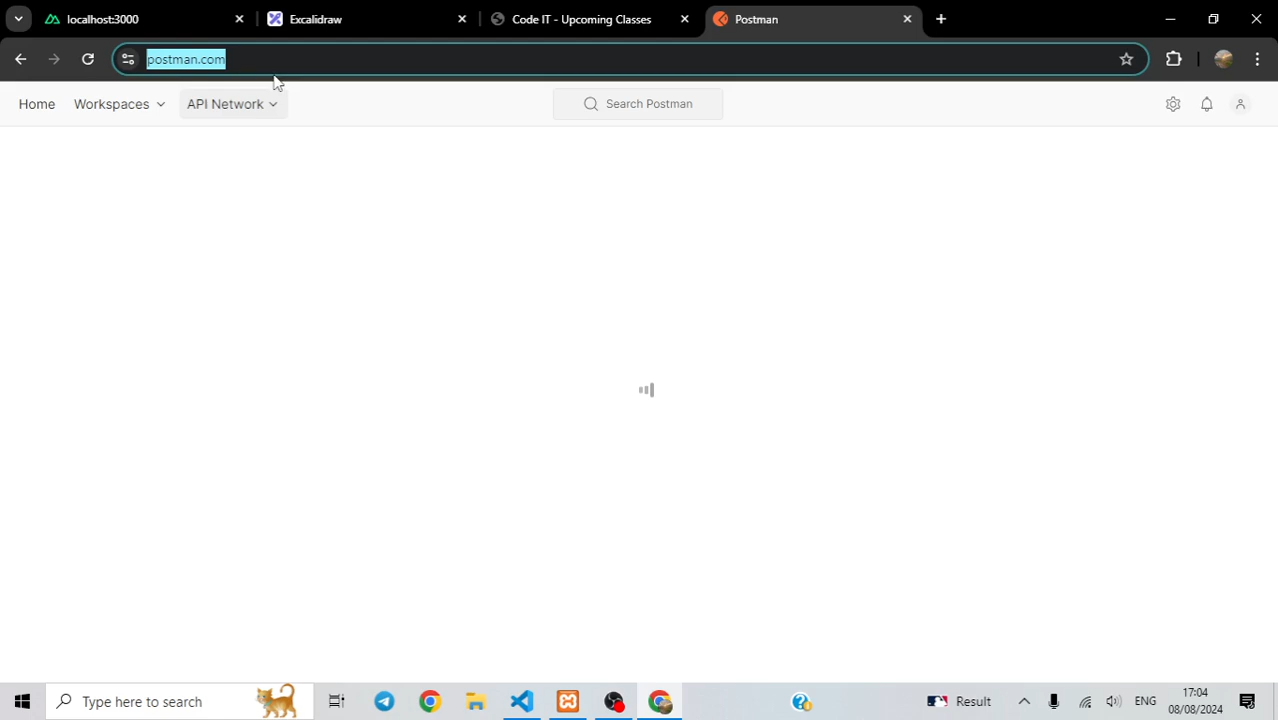 localhost:3000
Excalidraw
Code IT - Upcoming Classes
Postman
postman.com
Home
Workspaces
API Network
Search Postman
Type here to search
Result
ENG
17:04
08/08/2024